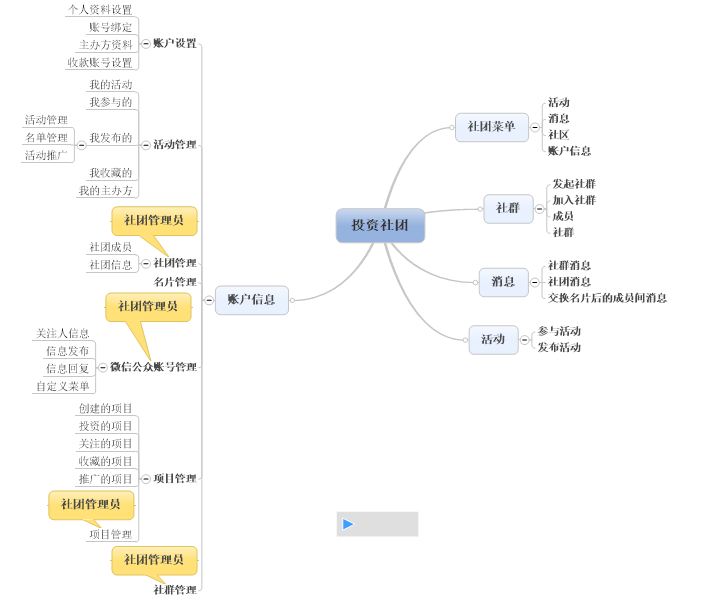 个人资料设置
账号绑定
主办方资料
收款账号设置
账户设置
我的活动
我参与的
活动管理
名单管理
活动推广
我发布的
我收藏的
我的主办方
活动管理
社团管理员
社团成员
社团信息
社团管理
名片管理
社团管理员
关注人信息
信息发布
信息回复
自定义菜单
微信公众账号管理
创建的项目
投资的项目
关注的项目
收藏的项目
推广的项目
社团管理员
项目管理
项目管理
社团管理员
社群管理
账户信息
投资社团
社团菜单
活动
消息
社区
账户信息
社群
发起社群
加入社群
成员
社群
消息
社群消息
社团消息
交换名片后的成员间消息
活动
参与活动
发布活动